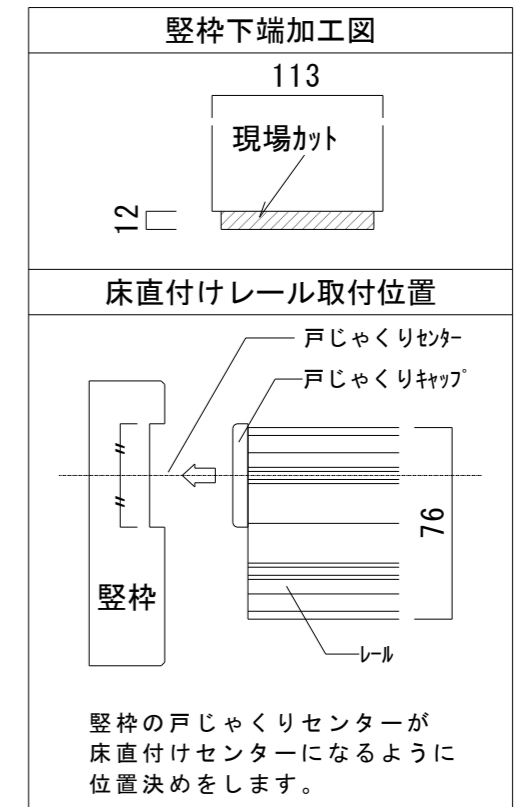 竪枠下端加工図
113
現場ｶｯﾄ
12
床直付けレール取付位置
戸じゃくりｾﾝﾀｰ
戸じゃくりｷｬｯﾌﾟ
76
竪枠
ﾚｰﾙ
竪枠の戸じゃくりセンターが
床直付けセンターになるように
位置決めをします。